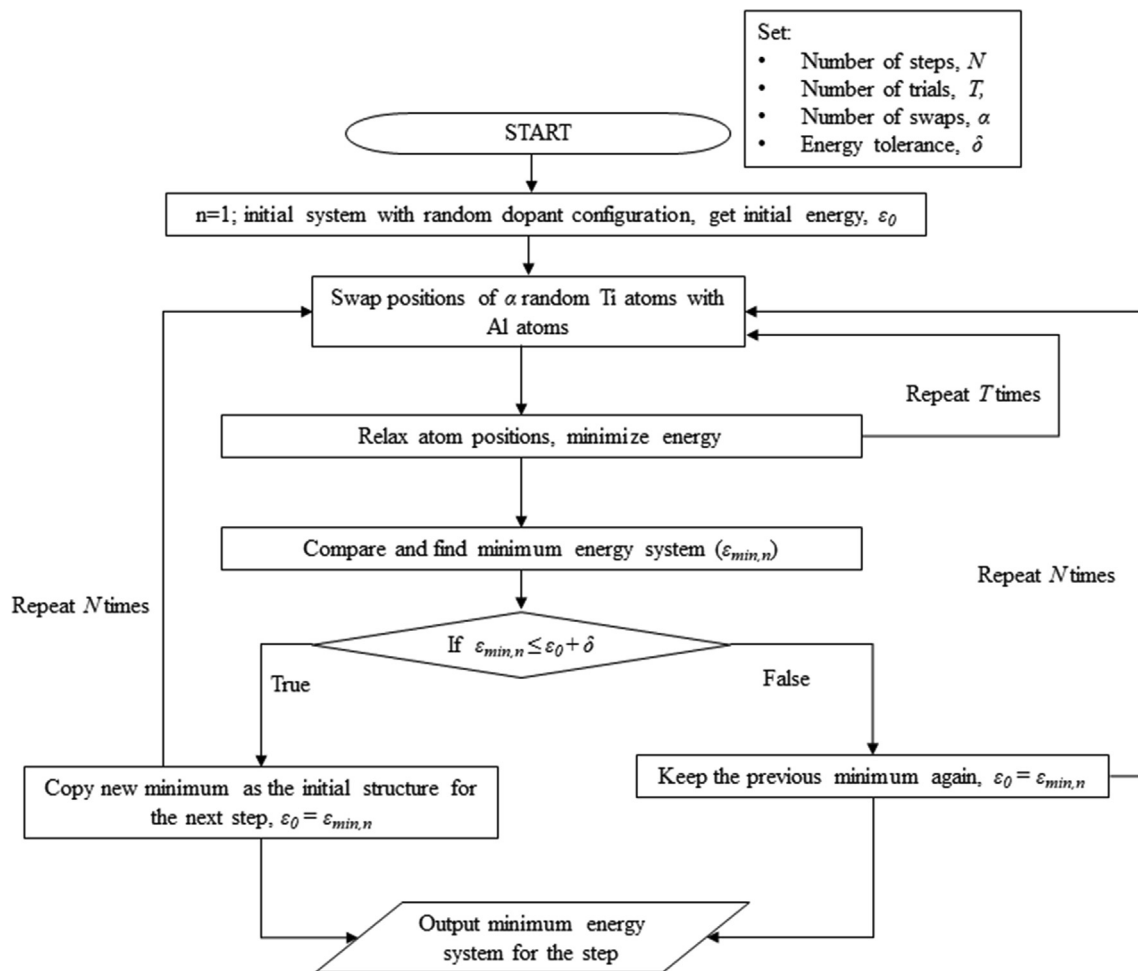 Set:
• Number of steps, N
• Number of trials, T,
• Number of swaps, α
• Energy tolerance, δ
START
n=1; initial system with random dopant configuration, get initial energy, ε0
Swap positions of α random Ti atoms with
Al atoms
Repeat T times
Relax atom positions, minimize energy
Compare and find minimum energy system (εmin,n)
Repeat N times
Repeat N times
If εmin,n ≤ ε0 + δ
True
False
Copy new minimum as the initial structure for
the next step, ε0 = εmin,n
Keep the previous minimum again, ε0 = εmin,n
Output minimum energy
system for the step